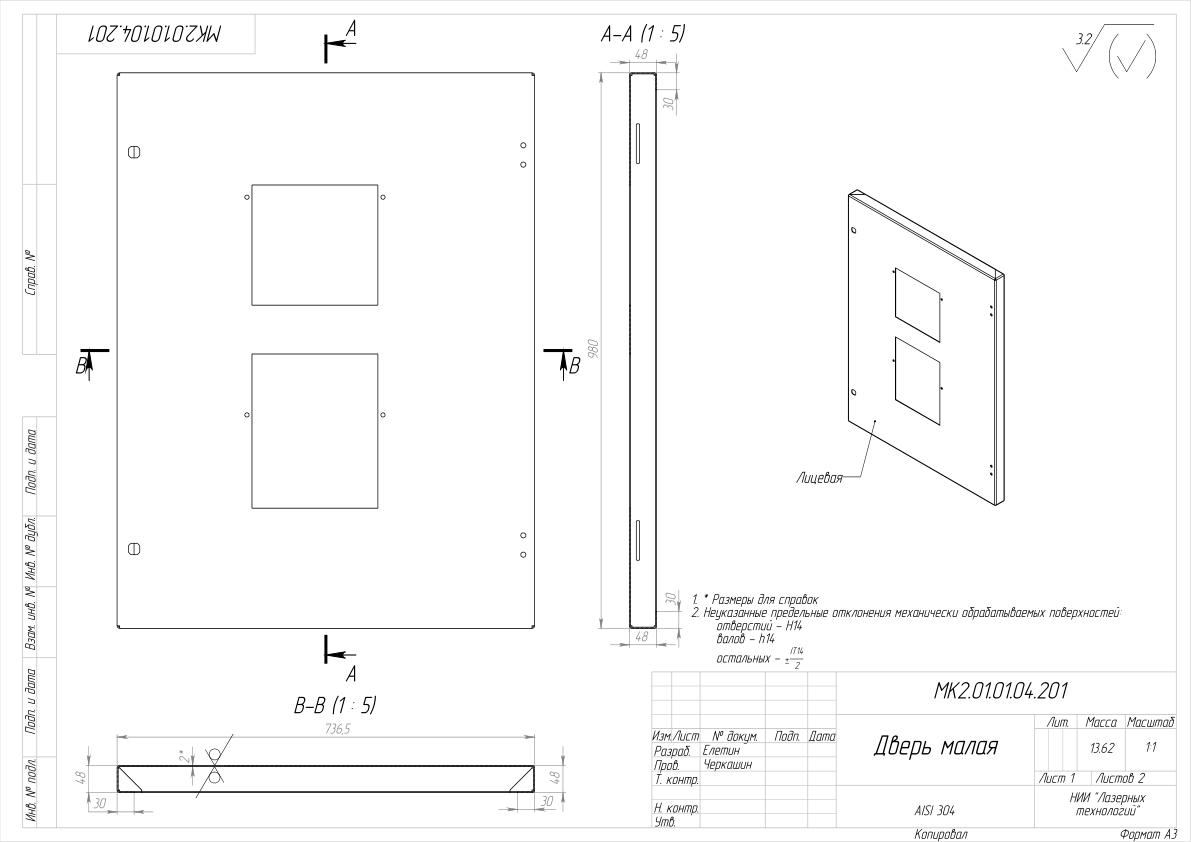 МК2.01.01.04.201
А
А–А (1 : 5)
48
30
3.2
980
Справ. №
В
В
Лицевая
Подп. и дата
Инв. № дубл.
Взам. инв. №
Подп. и дата
Инв. № подл.
30
48
А
1. * Размеры для справок
2. Неуказанные предельные отклонения механически обрабатываемых поверхностей:
отверстий – Н14
валов – h14
остальных – ± IT14
2
В–В (1 : 5)
736,5
2*
48
48
30
30
МК2.01.01.04.201
Изм. Лист № докум. Подп. Дата
Разраб. Елетин
Пров. Черкашин
Т. контр.
Н. контр.
Утв.
Дверь малая
Лит. Масса Масштаб
13.62 1:1
Лист 1 Листов 2
AISI 304
НИИ "Лазерных
технологий"
Копировал Формат А3